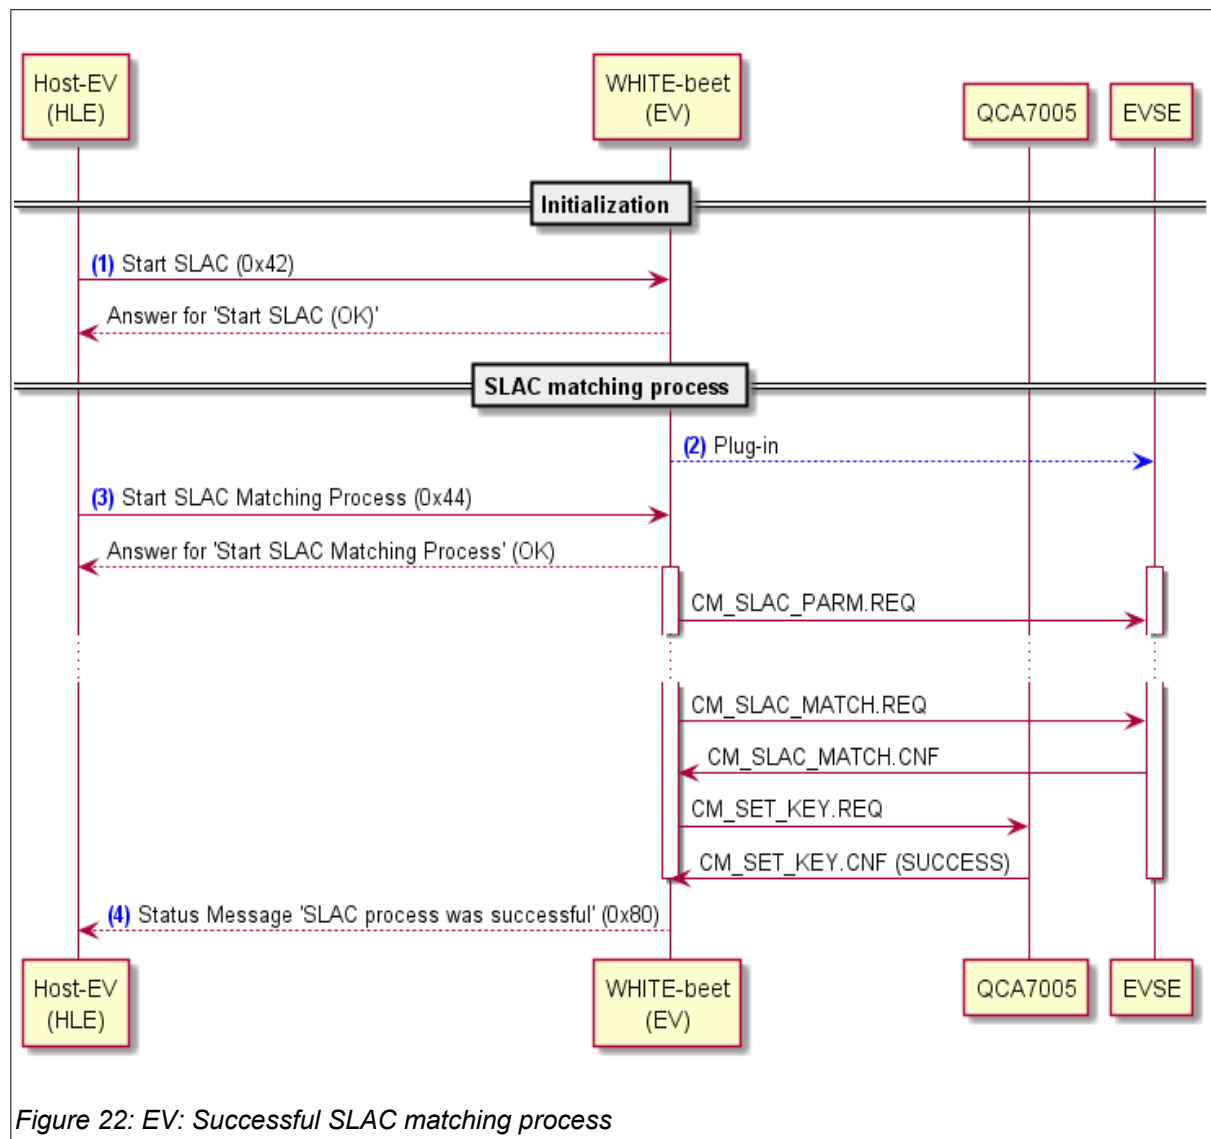 Host-EV
(HLE)
WHITE-beet
(EV)
QCA7005
EVSE
Initialization
(1) Start SLAC (0x42)
Answer for 'Start SLAC (OK)'
SLAC matching process
(2) Plug-in
(3) Start SLAC Matching Process (0x44)
Answer for 'Start SLAC Matching Process' (OK)
CM_SLAC_PARM.REQ
CM_SLAC_MATCH.REQ
CM_SLAC_MATCH.CNF
CM_SET_KEY.REQ
CM_SET_KEY.CNF (SUCCESS)
(4) Status Message 'SLAC process was successful' (0x80)
Host-EV
(HLE)
WHITE-beet
(EV)
QCA7005
EVSE
Figure 22: EV: Successful SLAC matching process